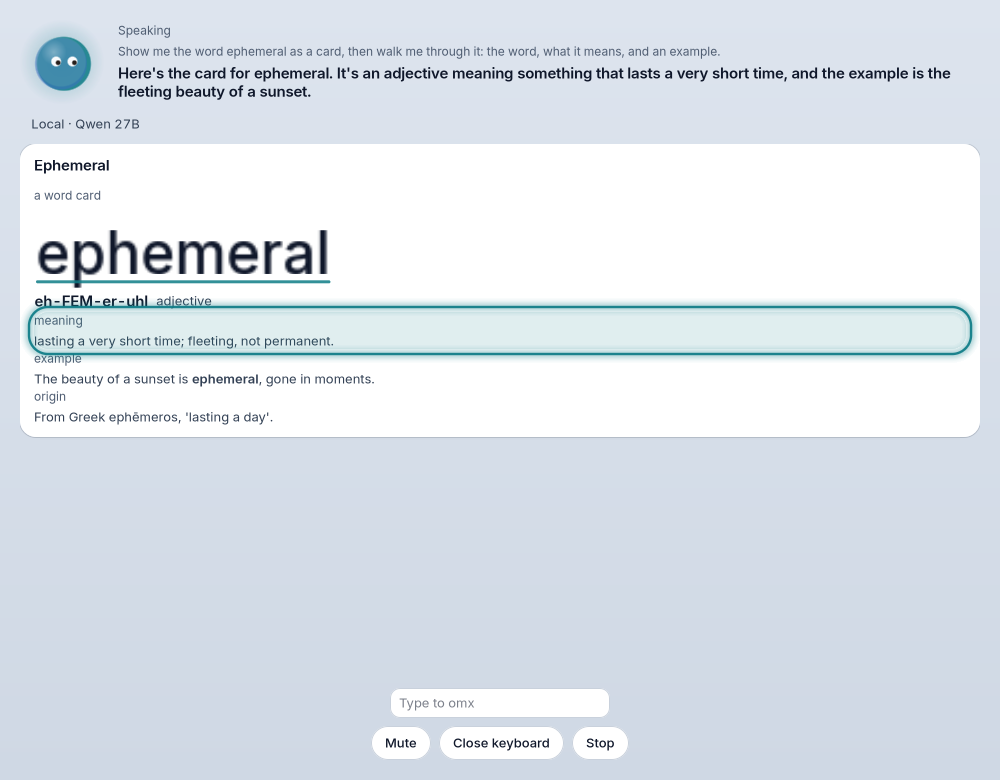 Speaking
Show me the word ephemeral as a card, then walk me through it: the word, what it means, and an example.
Here's the card for ephemeral. It's an adjective meaning something that lasts a very short time, and the example is the
fleeting beauty of a sunset.
Local · Qwen 27B
Ephemeral
a word card
ephemeral
eh-FEM-er-uhl adjective
meaning
lasting a very short time; fleeting, not permanent.
example
The beauty of a sunset is ephemeral, gone in moments.
origin
From Greek ephēmeros, 'lasting a day'.
Type to omx
Mute
Close keyboard
Stop